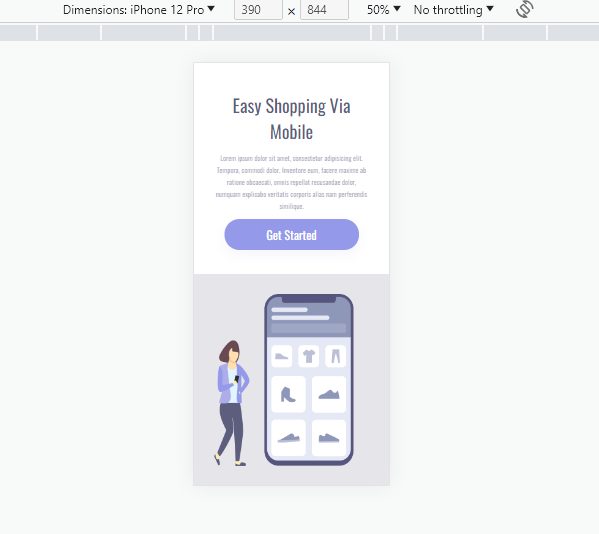 Dimensions: iPhone 12 Pro ▼ 390 × 844 50% ▼ No throttling ▼
Easy Shopping Via
Mobile
Lorem ipsum dolor sit amet, consectetur adipisicing elit.
Tempora, commodi dolor, inventore eum, facere maxime ab
ratione obcaecati, omnis repellat recusandae dolor,
numquam explicabo veritatis corporis alias nam perferendis
similique.
Get Started